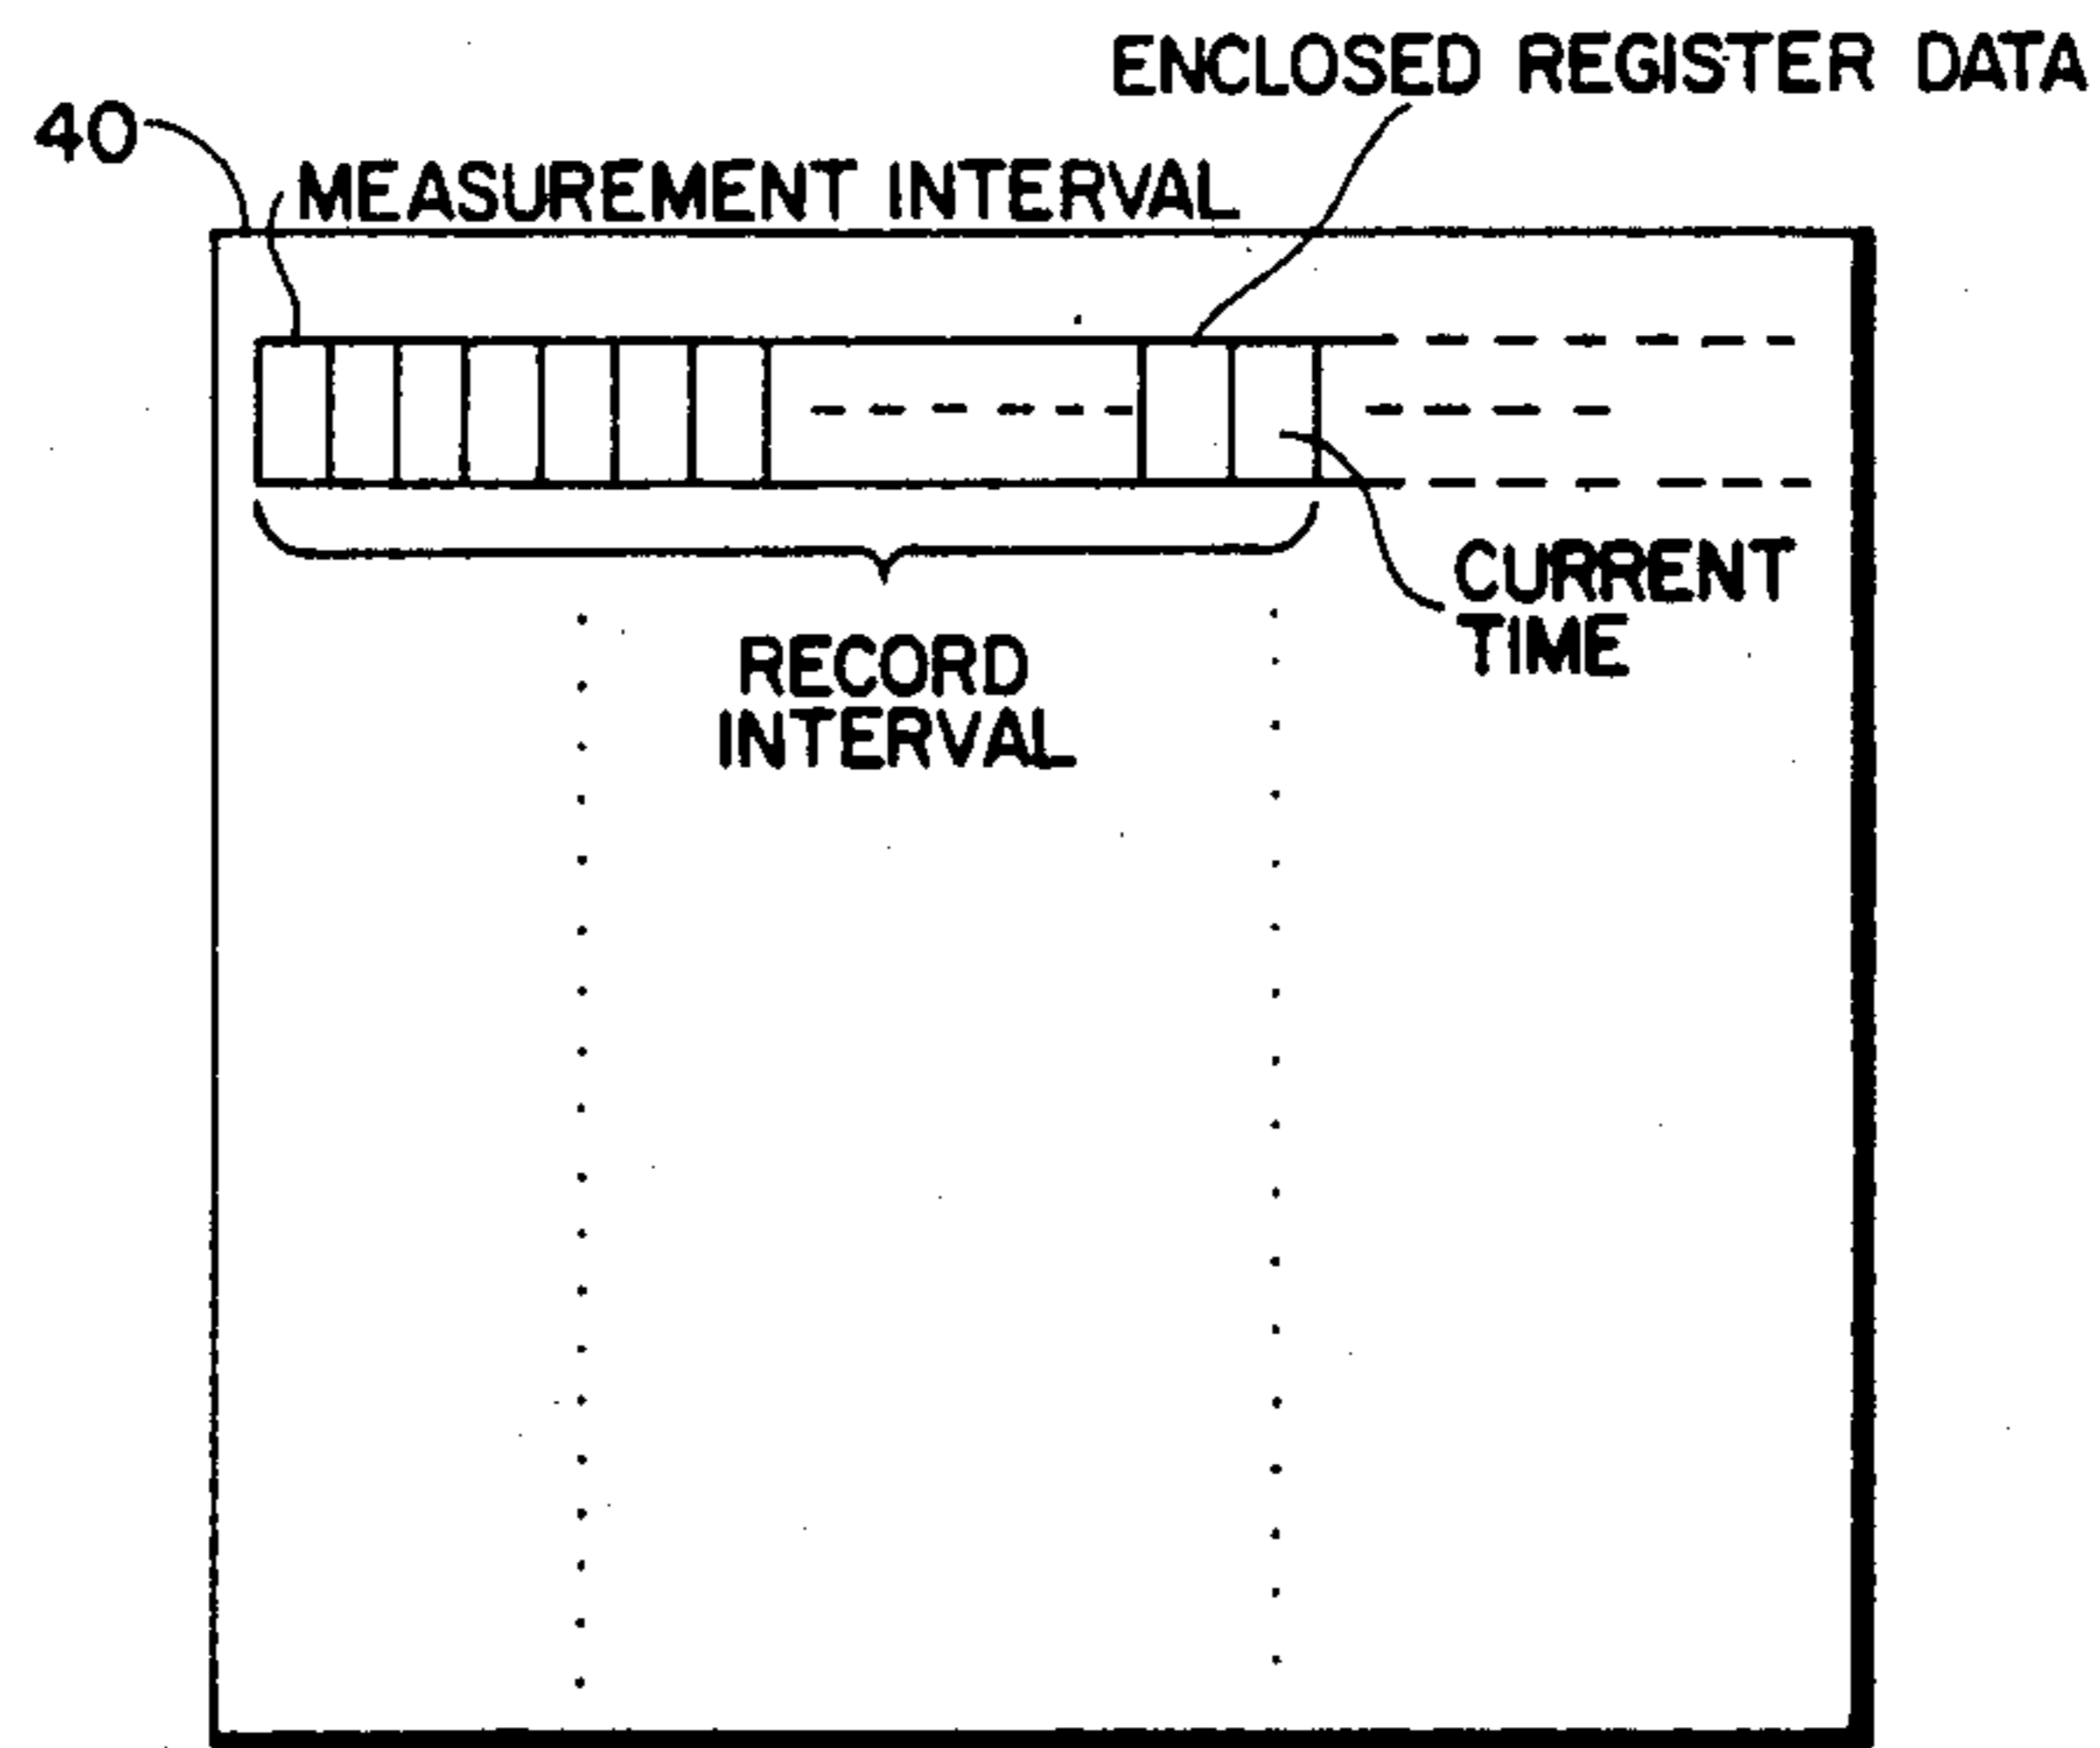 ENCLOSED REGISTER DATA
40
MEASUREMENT INTERVAL
CURRENT
TIME
RECORD
INTERVAL